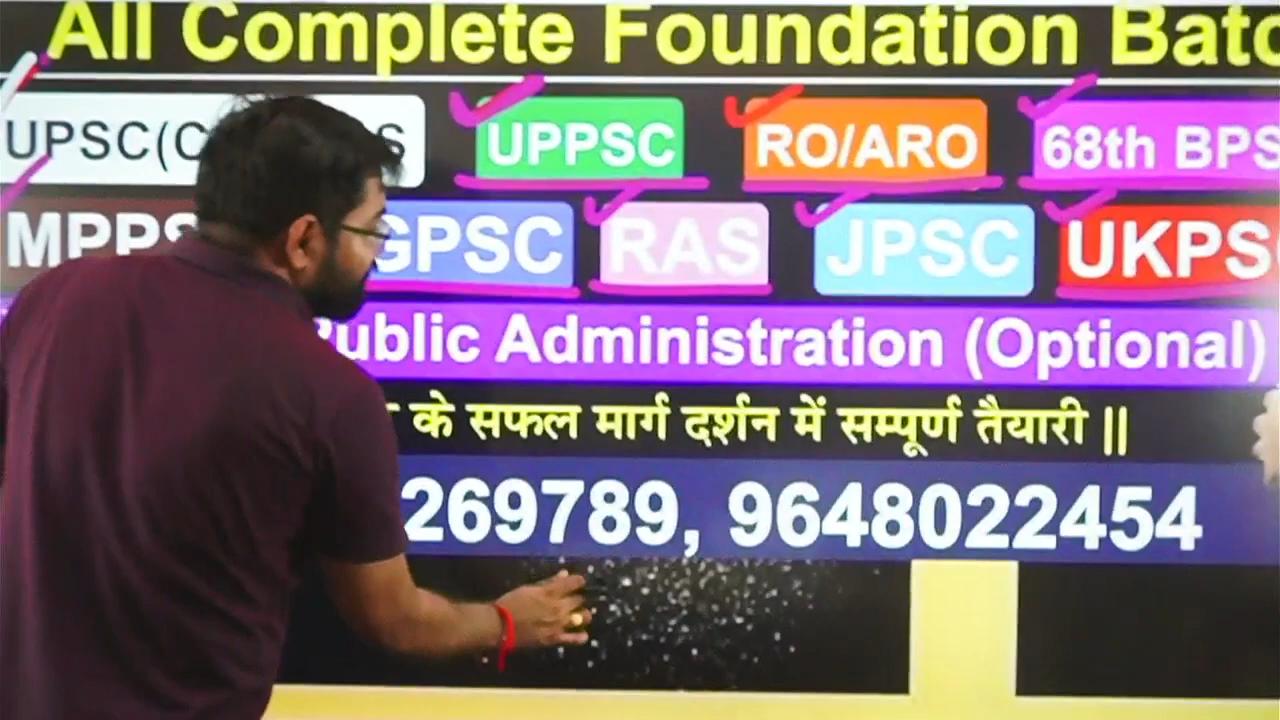 All Complete Foundation Batc
UPSC(C S UPPSC RO/ARO 68th BPS
MPPS GPSC RAS JPSC UKPS
Public Administration (Optional)
के सफल मार्ग दर्शन में सम्पूर्ण तैयारी ||
269789, 9648022454